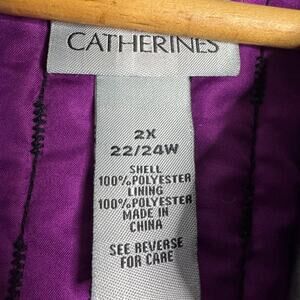 CATHERINES
2X
22/24W
SHELL
100%POLYESTER
LINING
100%POLYESTER
MADE IN
CHINA
SEE REVERSE
FOR CARE